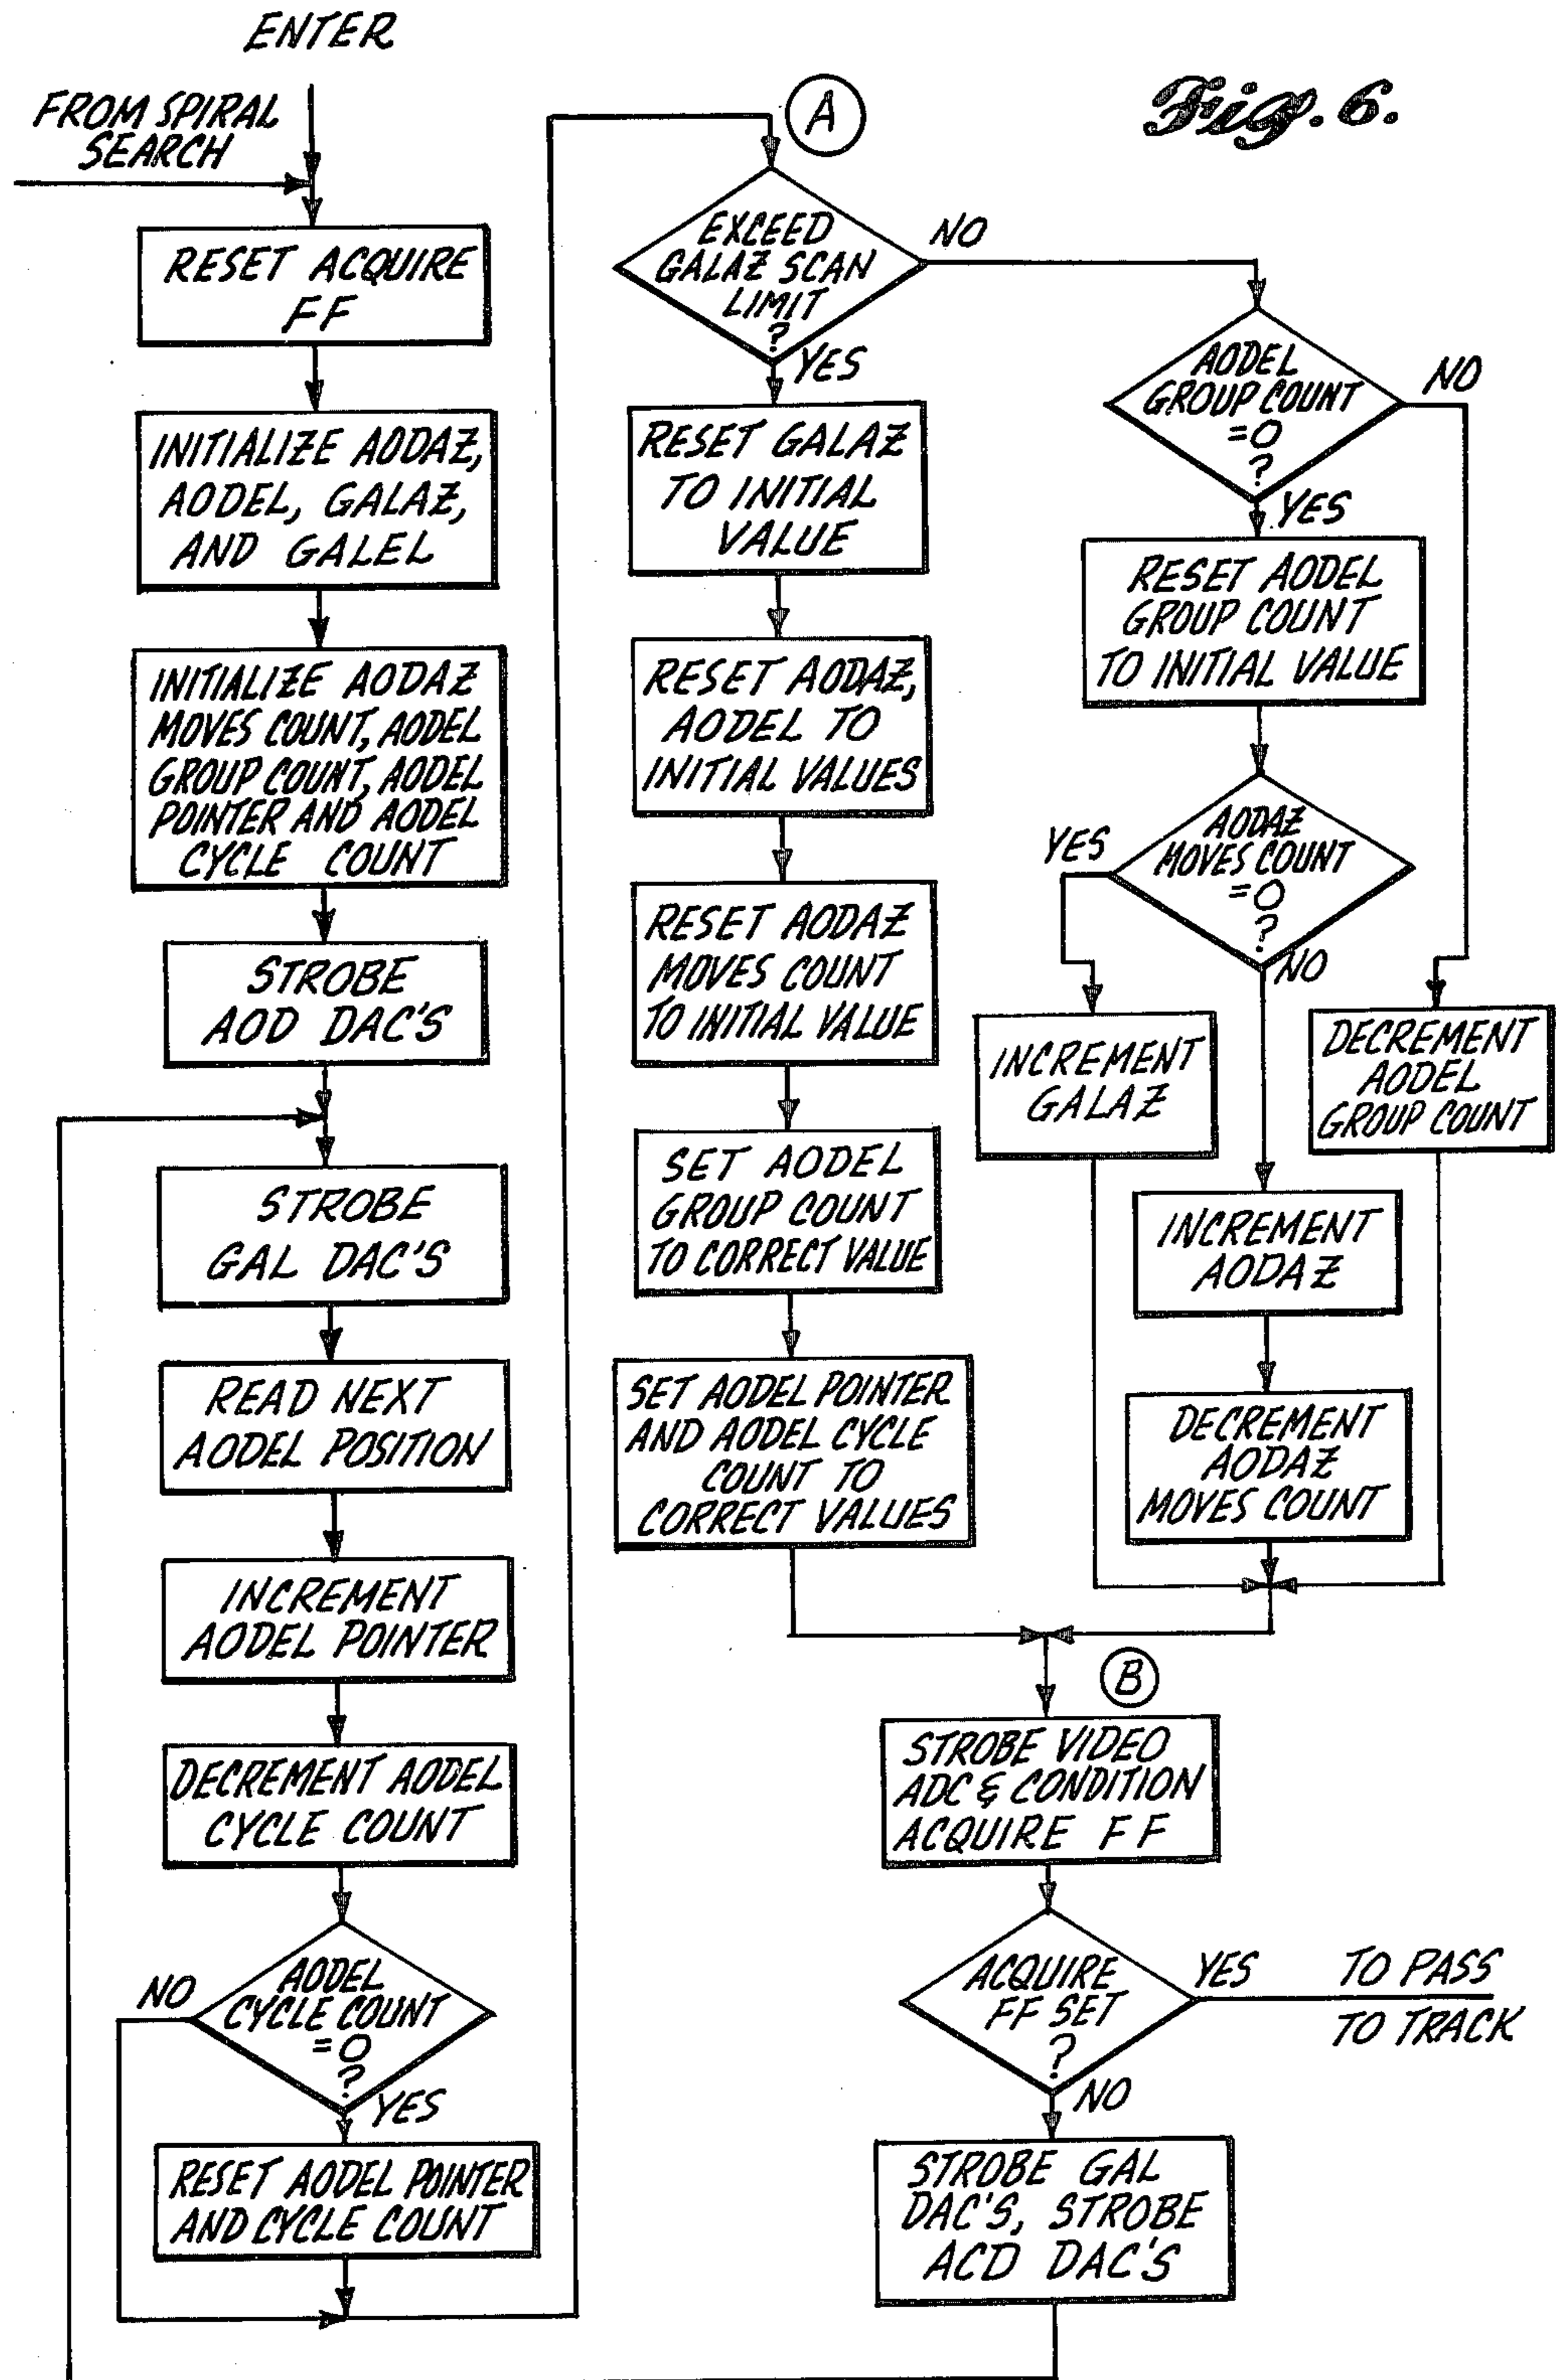 ENTER
FROM SPIRAL
SEARCH
RESET ACQUIRE
FF
INITIALIZE AODAZ,
AODEL, GALAZ,
AND GALEL
INITIALIZE AODAZ
MOVES COUNT, AODEL
GROUP COUNT, AODEL
POINTER AND AODEL
CYCLE COUNT
STROBE
AOD DAC'S
STROBE
GAL DAC'S
READ NEXT
AODEL POSITION
INCREMENT
AODEL POINTER
DECREMENT AODEL
CYCLE COUNT
NO
AODEL
CYCLE COUNT
=0
?
YES
RESET AODEL POINTER
AND CYCLE COUNT
A
Fig. 6.
EXCEED
GALAZ SCAN
LIMIT
?
NO
YES
RESET GALAZ
TO INITIAL
VALUE
RESET AODAZ,
AODEL TO
INITIAL VALUES
RESET AODAZ
MOVES COUNT
TO INITIAL VALUE
SET AODEL
GROUP COUNT
TO CORRECT VALUE
SET AODEL POINTER
AND AODEL CYCLE
COUNT TO
CORRECT VALUES
AODEL
GROUP COUNT
=0
?
NO
YES
RESET AODEL
GROUP COUNT
TO INITIAL VALUE
YES
AODAZ
MOVES COUNT
=0
?
NO
INCREMENT
GALAZ
DECREMENT
AODEL
GROUP COUNT
INCREMENT
AODAZ
DECREMENT
AODAZ
MOVES COUNT
B
STROBE VIDEO
ADC & CONDITION
ACQUIRE FF
ACQUIRE
FF SET
?
YES
TO PASS
TO TRACK
NO
STROBE GAL
DAC'S, STROBE
ACD DAC'S